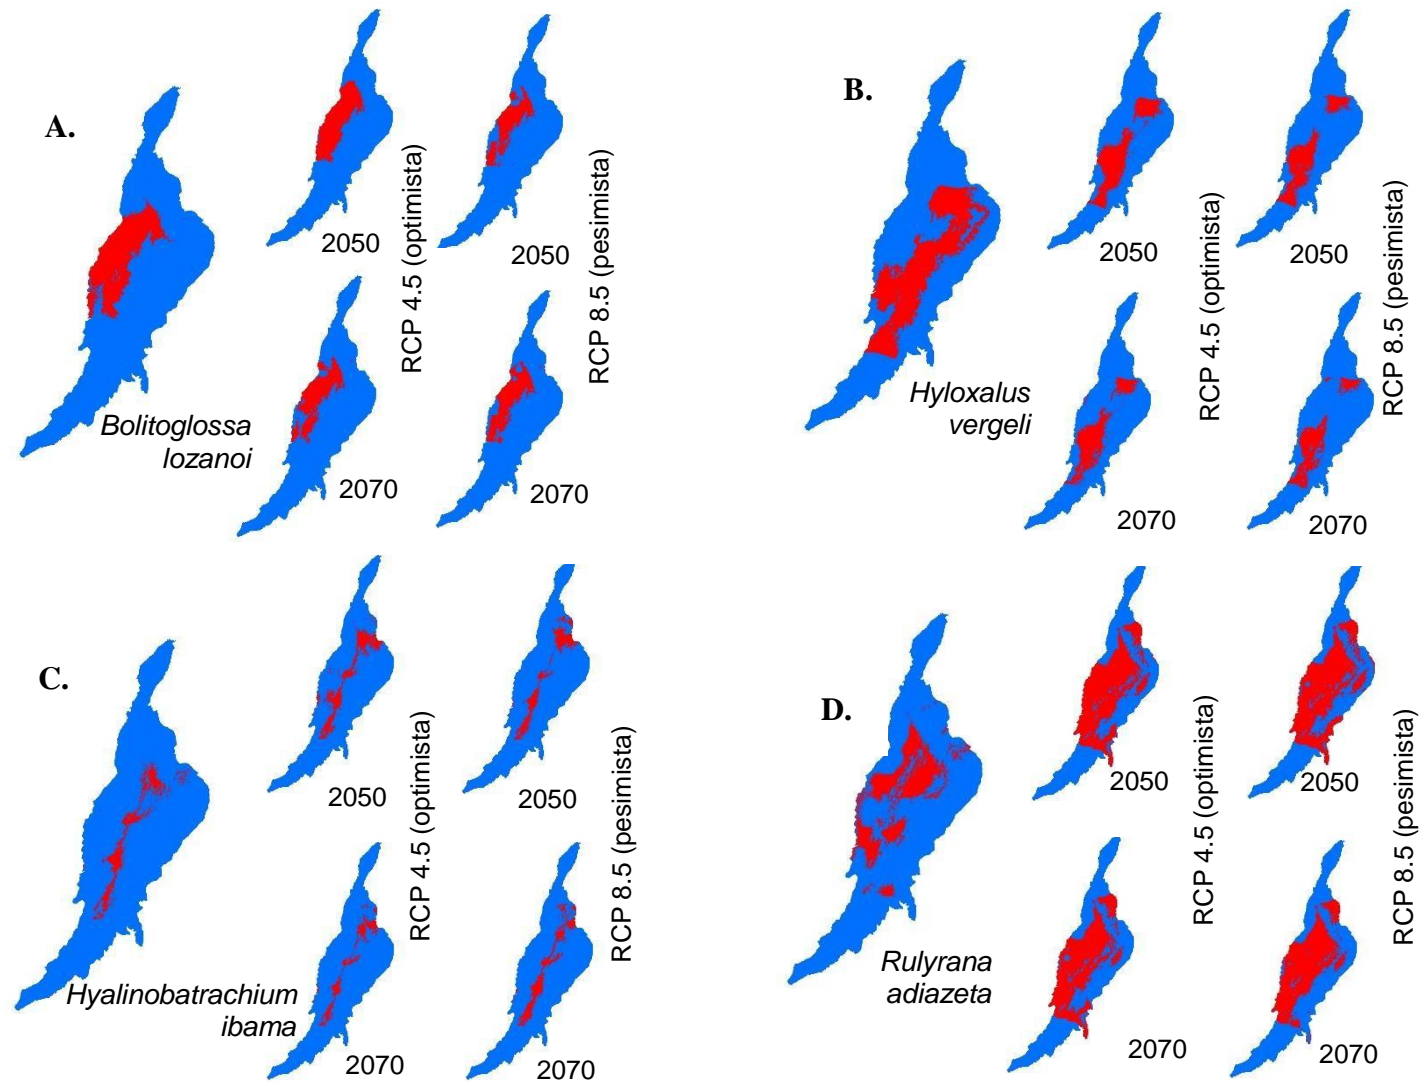 A.
2050
2050
RCP 4.5 (optimista)
RCP 8.5 (pesimista)
Bolitoglossa
lozanoi
2070
2070
B.
2050
2050
RCP 4.5 (optimista)
RCP 8.5 (pesimista)
Hyloxalus
vergeli
2070
2070
C.
2050
2050
RCP 4.5 (optimista)
RCP 8.5 (pesimista)
Hyalinobatrachium
ibama
2070
2070
D.
2050
2050
RCP 4.5 (optimista)
RCP 8.5 (pesimista)
Rulyrana
adiazeta
2070
2070